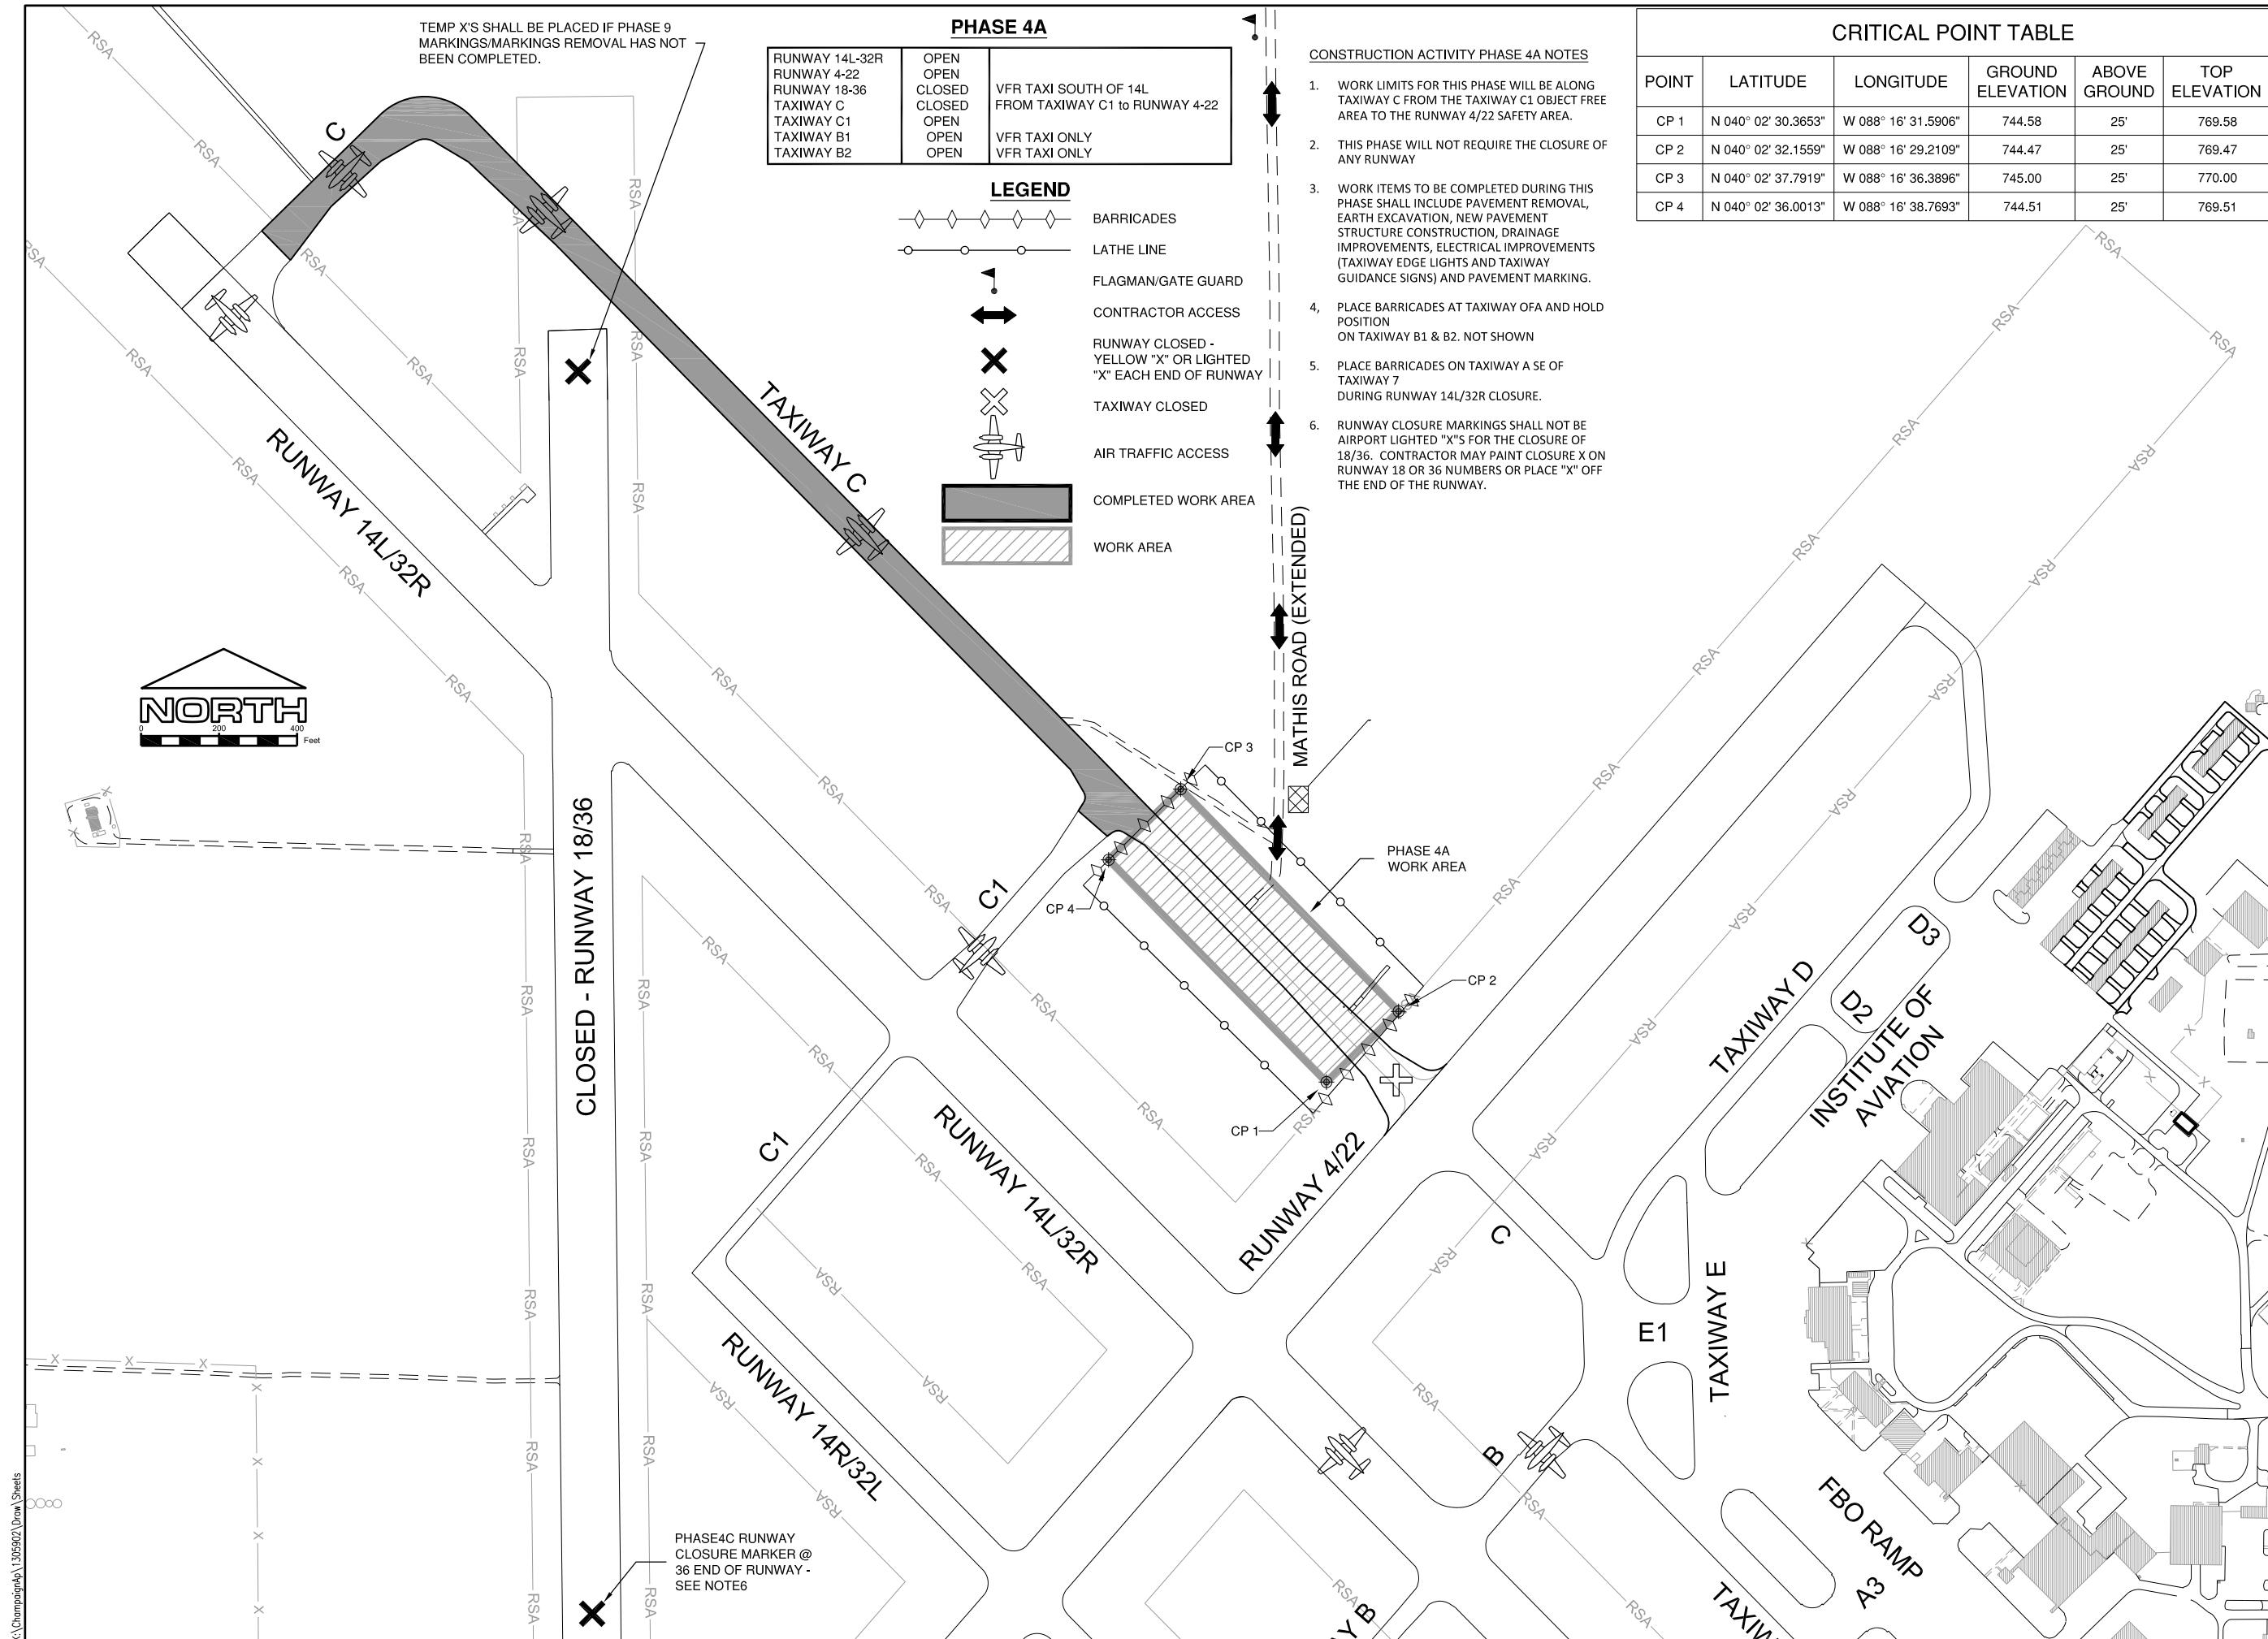 TEMP X'S SHALL BE PLACED IF PHASE 9
MARKINGS/MARKINGS REMOVAL HAS NOT
BEEN COMPLETED.
PHASE 4A
RUNWAY 14L-32R OPEN
RUNWAY 4-22 OPEN
RUNWAY 18-36 CLOSED VFR TAXI SOUTH OF 14L
TAXIWAY C CLOSED FROM TAXIWAY C1 to RUNWAY 4-22
TAXIWAY C1 OPEN
TAXIWAY B1 OPEN VFR TAXI ONLY
TAXIWAY B2 OPEN VFR TAXI ONLY
LEGEND
BARRICADES
LATHE LINE
FLAGMAN/GATE GUARD
CONTRACTOR ACCESS
RUNWAY CLOSED -
YELLOW "X" OR LIGHTED
"X" EACH END OF RUNWAY
TAXIWAY CLOSED
AIR TRAFFIC ACCESS
COMPLETED WORK AREA
WORK AREA
CONSTRUCTION ACTIVITY PHASE 4A NOTES
1. WORK LIMITS FOR THIS PHASE WILL BE ALONG
TAXIWAY C FROM THE TAXIWAY C1 OBJECT FREE
AREA TO THE RUNWAY 4/22 SAFETY AREA.
2. THIS PHASE WILL NOT REQUIRE THE CLOSURE OF
ANY RUNWAY
3. WORK ITEMS TO BE COMPLETED DURING THIS
PHASE SHALL INCLUDE PAVEMENT REMOVAL,
EARTH EXCAVATION, NEW PAVEMENT
STRUCTURE CONSTRUCTION, DRAINAGE
IMPROVEMENTS, ELECTRICAL IMPROVEMENTS
(TAXIWAY EDGE LIGHTS AND TAXIWAY
GUIDANCE SIGNS) AND PAVEMENT MARKING.
4, PLACE BARRICADES AT TAXIWAY OFA AND HOLD
POSITION
ON TAXIWAY B1 & B2. NOT SHOWN
5. PLACE BARRICADES ON TAXIWAY A SE OF
TAXIWAY 7
DURING RUNWAY 14L/32R CLOSURE.
6. RUNWAY CLOSURE MARKINGS SHALL NOT BE
AIRPORT LIGHTED "X"S FOR THE CLOSURE OF
18/36. CONTRACTOR MAY PAINT CLOSURE X ON
RUNWAY 18 OR 36 NUMBERS OR PLACE "X" OFF
THE END OF THE RUNWAY.
CRITICAL POINT TABLE
POINT LATITUDE LONGITUDE GROUND ELEVATION ABOVE GROUND TOP ELEVATION
CP 1 N 040° 02' 30.3653" W 088° 16' 31.5906" 744.58 25' 769.58
CP 2 N 040° 02' 32.1559" W 088° 16' 29.2109" 744.47 25' 769.47
CP 3 N 040° 02' 37.7919" W 088° 16' 36.3896" 745.00 25' 770.00
CP 4 N 040° 02' 36.0013" W 088° 16' 38.7693" 744.51 25' 769.51
C
TAXIWAY C
RUNWAY 14L/32R
MATHIS ROAD (EXTENDED)
NORTH
0 200 400
Feet
CLOSED - RUNWAY 18/36
CP 3
CP 4
C1
PHASE 4A
WORK AREA
CP 2
CP 1
RUNWAY 4/22
C1
RUNWAY 14L/32R
RUNWAY 14R/32L
C
B
TAXIWAY D
D3
D2
INSTITUTE OF
AVIATION
E1
TAXIWAY E
FBO RAMP
A3
PHASE4C RUNWAY
CLOSURE MARKER @
36 END OF RUNWAY -
SEE NOTE6
RSA
RSA
RSA
RSA
RSA
RSA
RSA
RSA
RSA
RSA
RSA
RSA